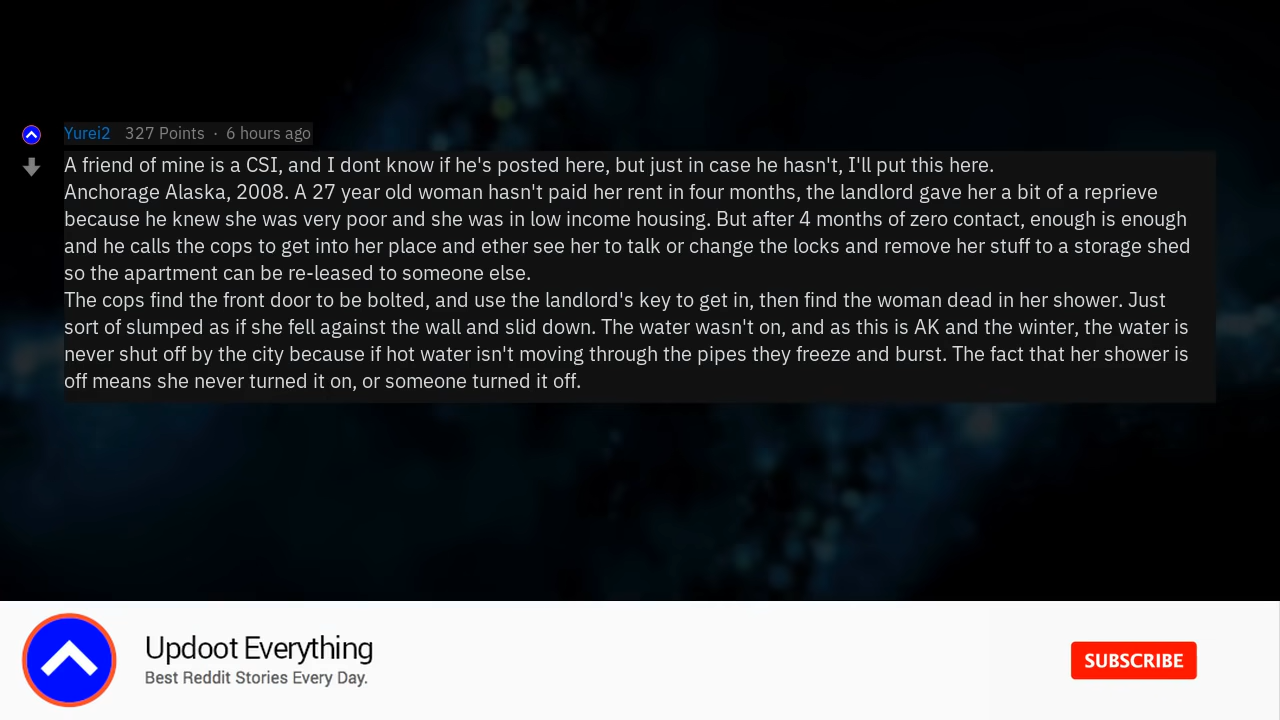 Yurei2 327 Points · 6 hours ago
A friend of mine is a CSI, and I dont know if he's posted here, but just in case he hasn't, I'll put this here.
Anchorage Alaska, 2008. A 27 year old woman hasn't paid her rent in four months, the landlord gave her a bit of a reprieve
because he knew she was very poor and she was in low income housing. But after 4 months of zero contact, enough is enough
and he calls the cops to get into her place and ether see her to talk or change the locks and remove her stuff to a storage shed
so the apartment can be re-leased to someone else.
The cops find the front door to be bolted, and use the landlord's key to get in, then find the woman dead in her shower. Just
sort of slumped as if she fell against the wall and slid down. The water wasn't on, and as this is AK and the winter, the water is
never shut off by the city because if hot water isn't moving through the pipes they freeze and burst. The fact that her shower is
off means she never turned it on, or someone turned it off.
Updoot Everything
Best Reddit Stories Every Day.
SUBSCRIBE